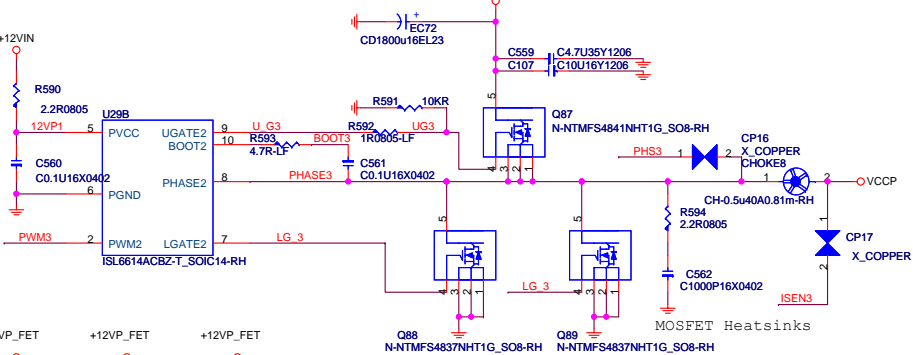 EC72
CD1800u16EL23
+12VIN
C559
C4.7U35Y1206
C107
C10U16Y1206
R590
2.2R0805
U29B
R591
10KR
5
Q87
N-NTMFS4841NHT1G_SO8-RH
12VP1
5
PVCC
UGATE2
9
U_G3
R592
UG3
1R0805-LF
BOOT2
10
R593
4.7R-LF
BOOT3
CP16
X_COPPER
PHS3
1
2
CHOKE8
C560
C0.1U16X0402
C561
C0.1U16X0402
4
3
2
1
6
PGND
PHASE2
8
PHASE3
1
2
VCCP
CH-0.5u40A0.81m-RH
R594
2.2R0805
1
CP17
X_COPPER
2
PWM3
2
PWM2
LGATE2
7
LG_3
ISL6614ACBZ-T_SOIC14-RH
5
5
C562
C1000P16X0402
4
3
2
1
LG_3
4
3
2
1
ISEN3
MOSFET Heatsinks
Q88
N-NTMFS4837NHT1G_SO8-RH
Q89
N-NTMFS4837NHT1G_SO8-RH
VP_FET
+12VP_FET
+12VP_FET